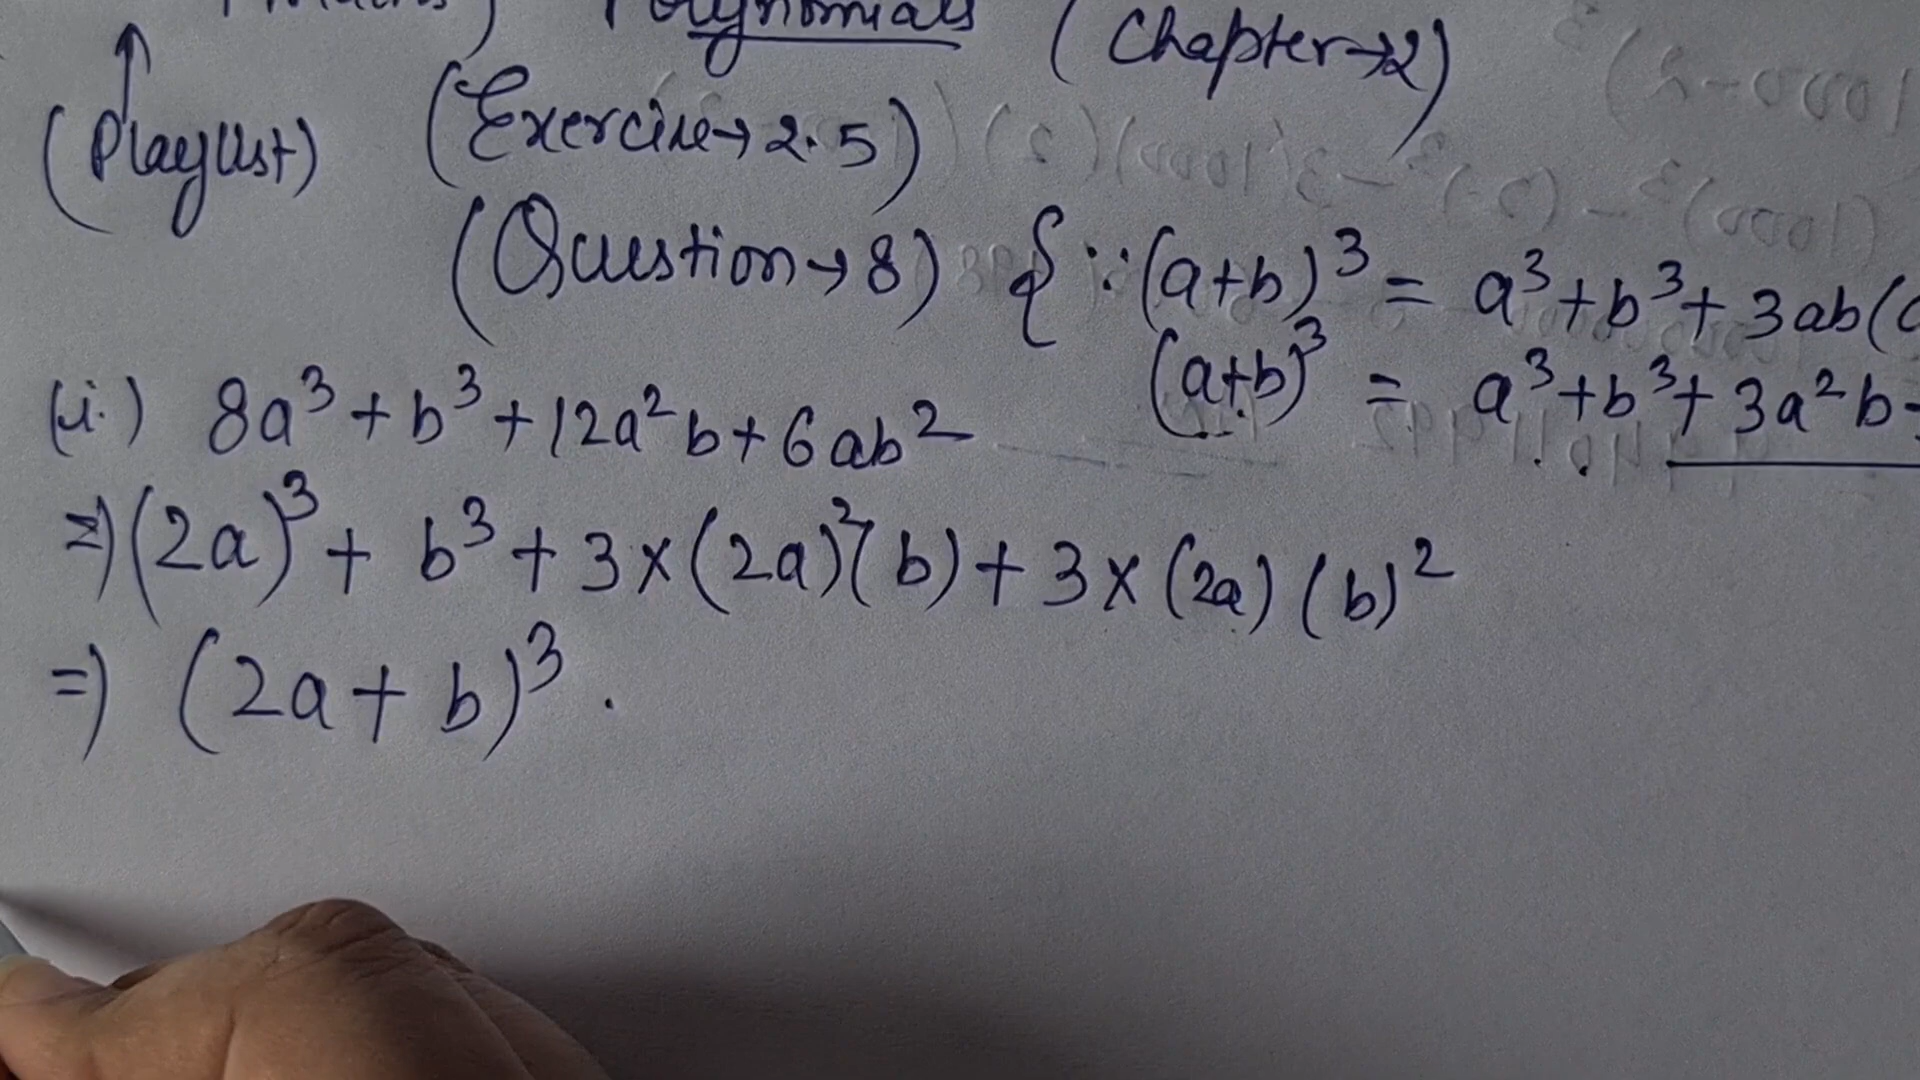 Polynomials (Chapter→2)
(Playlist) (Exercise→2.5)
(Question→8) {∵(a+b)³ = a³+b³+3ab(
(a+b)³ = a³+b³+3a²b
(i.) 8a³+b³+12a²b+6ab²
⇒(2a)³+ b³+3×(2a)²(b)+3×(2a)(b)²
⇒ (2a+b)³.